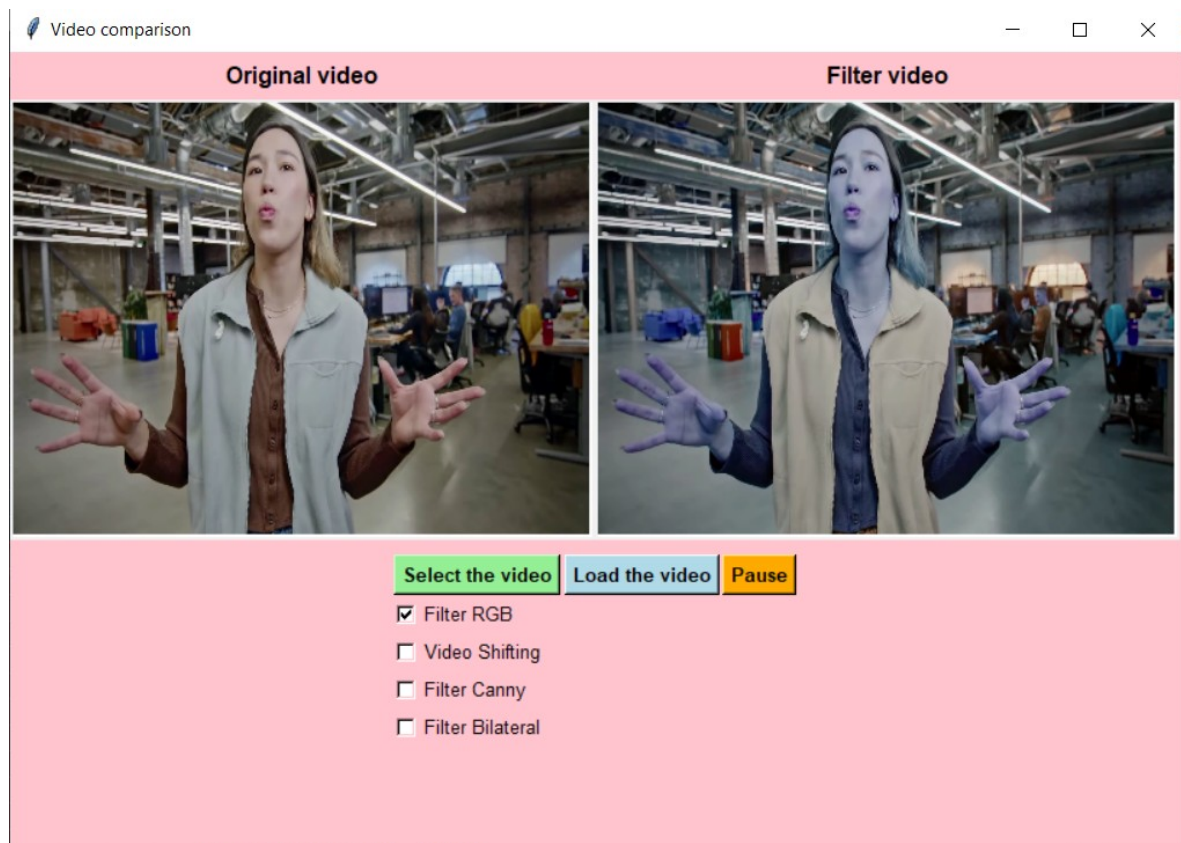 Video comparison
Original video Filter video
Select the video Load the video Pause
Filter RGB
Video Shifting
Filter Canny
Filter Bilateral